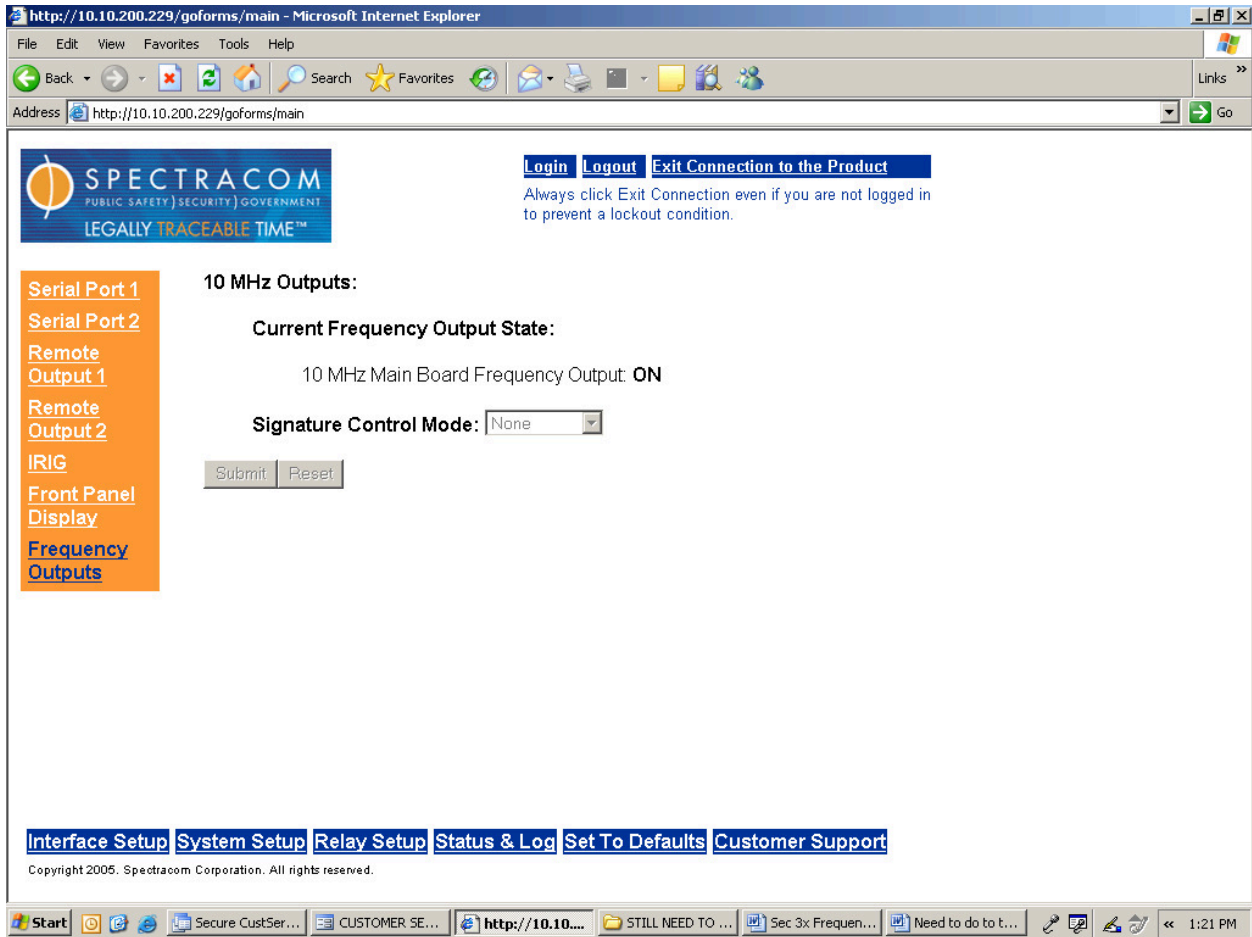 http://10.10.200.229/goforms/main - Microsoft Internet Explorer
File Edit View Favorites Tools Help
Back Search Favorites Links »
Address http://10.10.200.229/goforms/main Go
SPECTRACOM
PUBLIC SAFETY ) SECURITY ) GOVERNMENT
LEGALLY TRACEABLE TIME™
Login Logout Exit Connection to the Product
Always click Exit Connection even if you are not logged in
to prevent a lockout condition.
Serial Port 1
Serial Port 2
Remote
Output 1
Remote
Output 2
IRIG
Front Panel
Display
Frequency
Outputs
10 MHz Outputs:
Current Frequency Output State:
10 MHz Main Board Frequency Output: ON
Signature Control Mode: None
Submit Reset
Interface Setup System Setup Relay Setup Status & Log Set To Defaults Customer Support
Copyright 2005. Spectracom Corporation. All rights reserved.
Start Secure CustSer... CUSTOMER SE... http://10.10.... STILL NEED TO ... Sec 3x Frequen... Need to do to t... « 1:21 PM